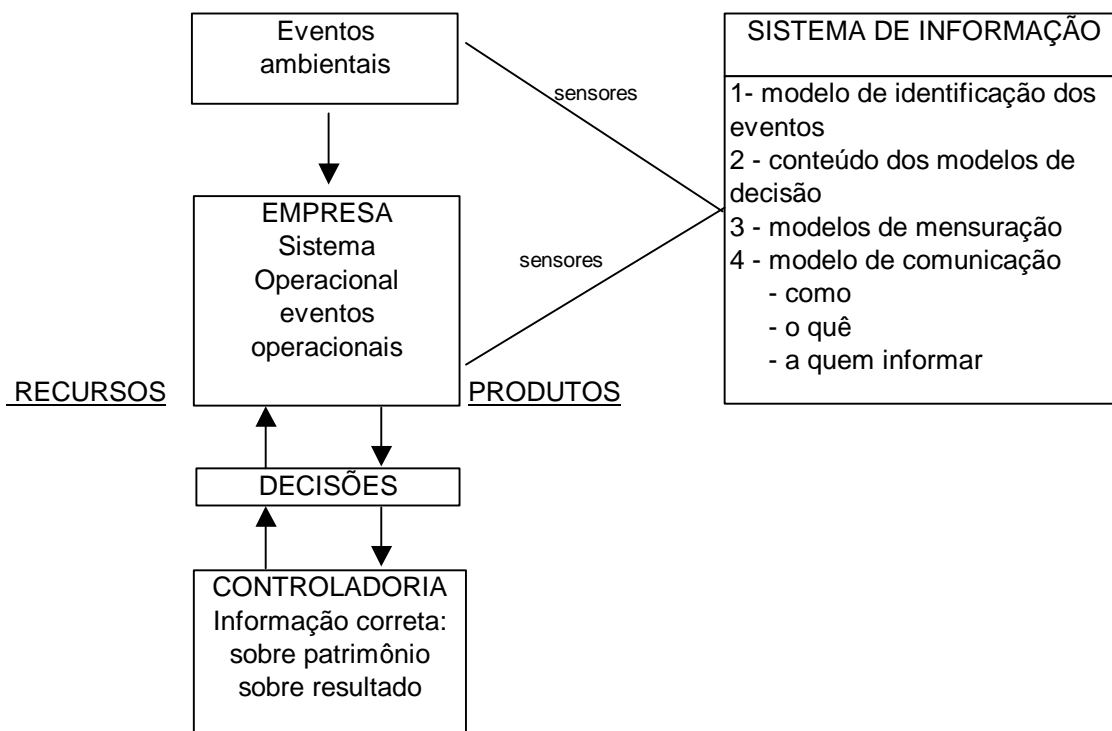 Eventos
ambientais
sensores
SISTEMA DE INFORMAÇÃO
1- modelo de identificação dos
eventos
2 - conteúdo dos modelos de
decisão
3 - modelos de mensuração
4 - modelo de comunicação
- como
- o quê
- a quem informar
EMPRESA
Sistema
Operacional
eventos
operacionais
sensores
RECURSOS
PRODUTOS
DECISÕES
CONTROLADORIA
Informação correta:
sobre patrimônio
sobre resultado